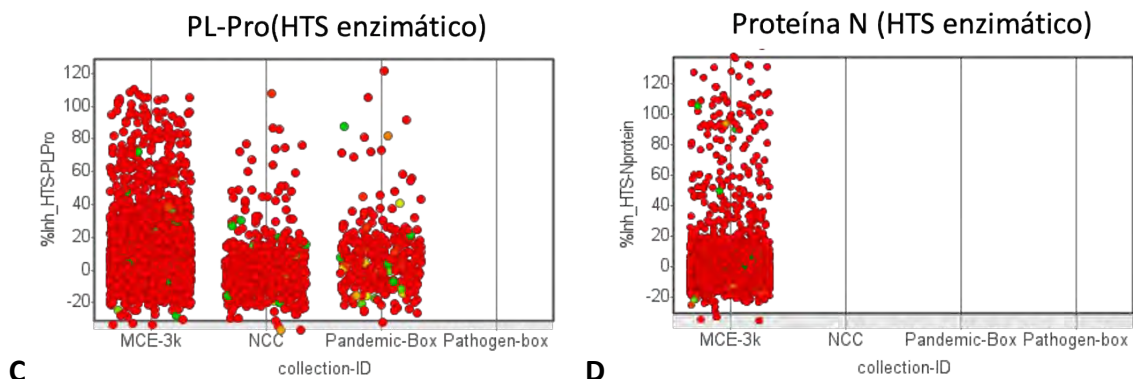 PL-Pro(HTS enzimático)
%Inh_HTS-PLPro
120
100
80
60
40
20
0
-20
MCE-3k NCC Pandemic-Box Pathogen-box
collection-ID
C
Proteína N (HTS enzimático)
%Inh_HTS-Nprotein
120
100
80
60
40
20
0
-20
MCE-3k NCC Pandemic-Box Pathogen-box
collection-ID
D